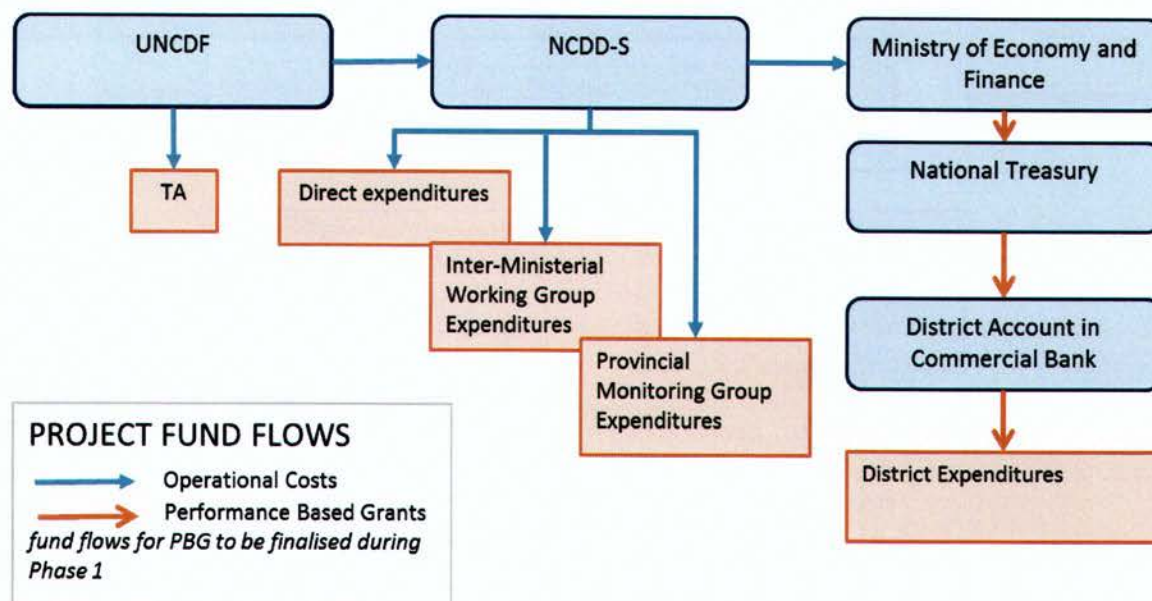 UNCDF
NCDD-S
Ministry of Economy and
Finance
TA
Direct expenditures
National Treasury
Inter-Ministerial
Working Group
Expenditures
Provincial
Monitoring Group
Expenditures
District Account in
Commercial Bank
District Expenditures
PROJECT FUND FLOWS
Operational Costs
Performance Based Grants
fund flows for PBG to be finalised during
Phase 1